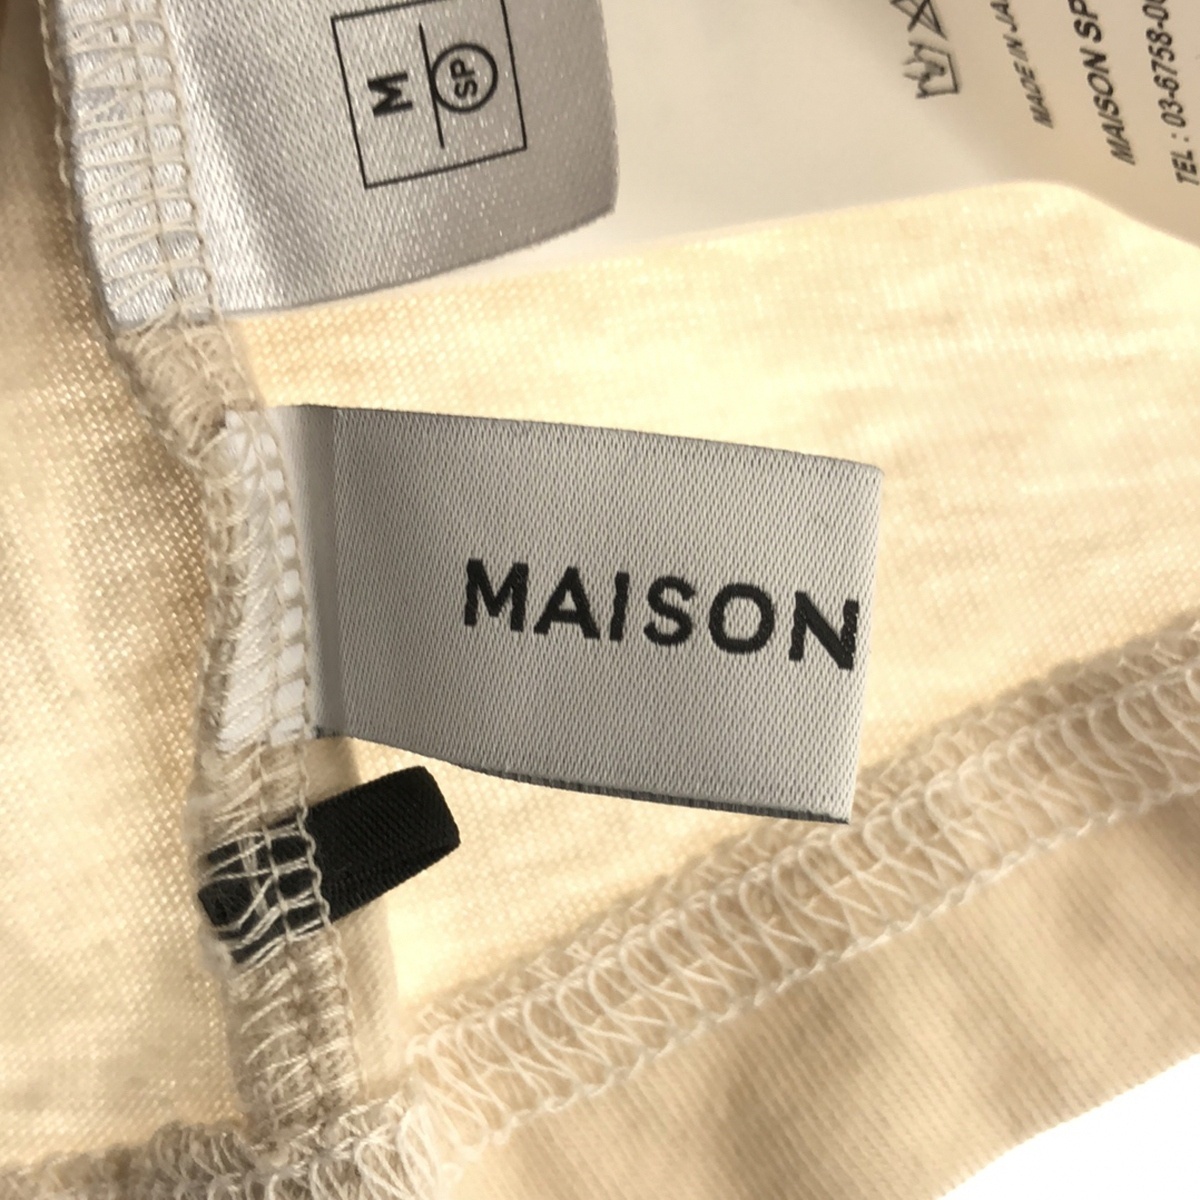 M
SP
MADE IN JA
MAISON SP
TEL : 03-6758-0
MAISON